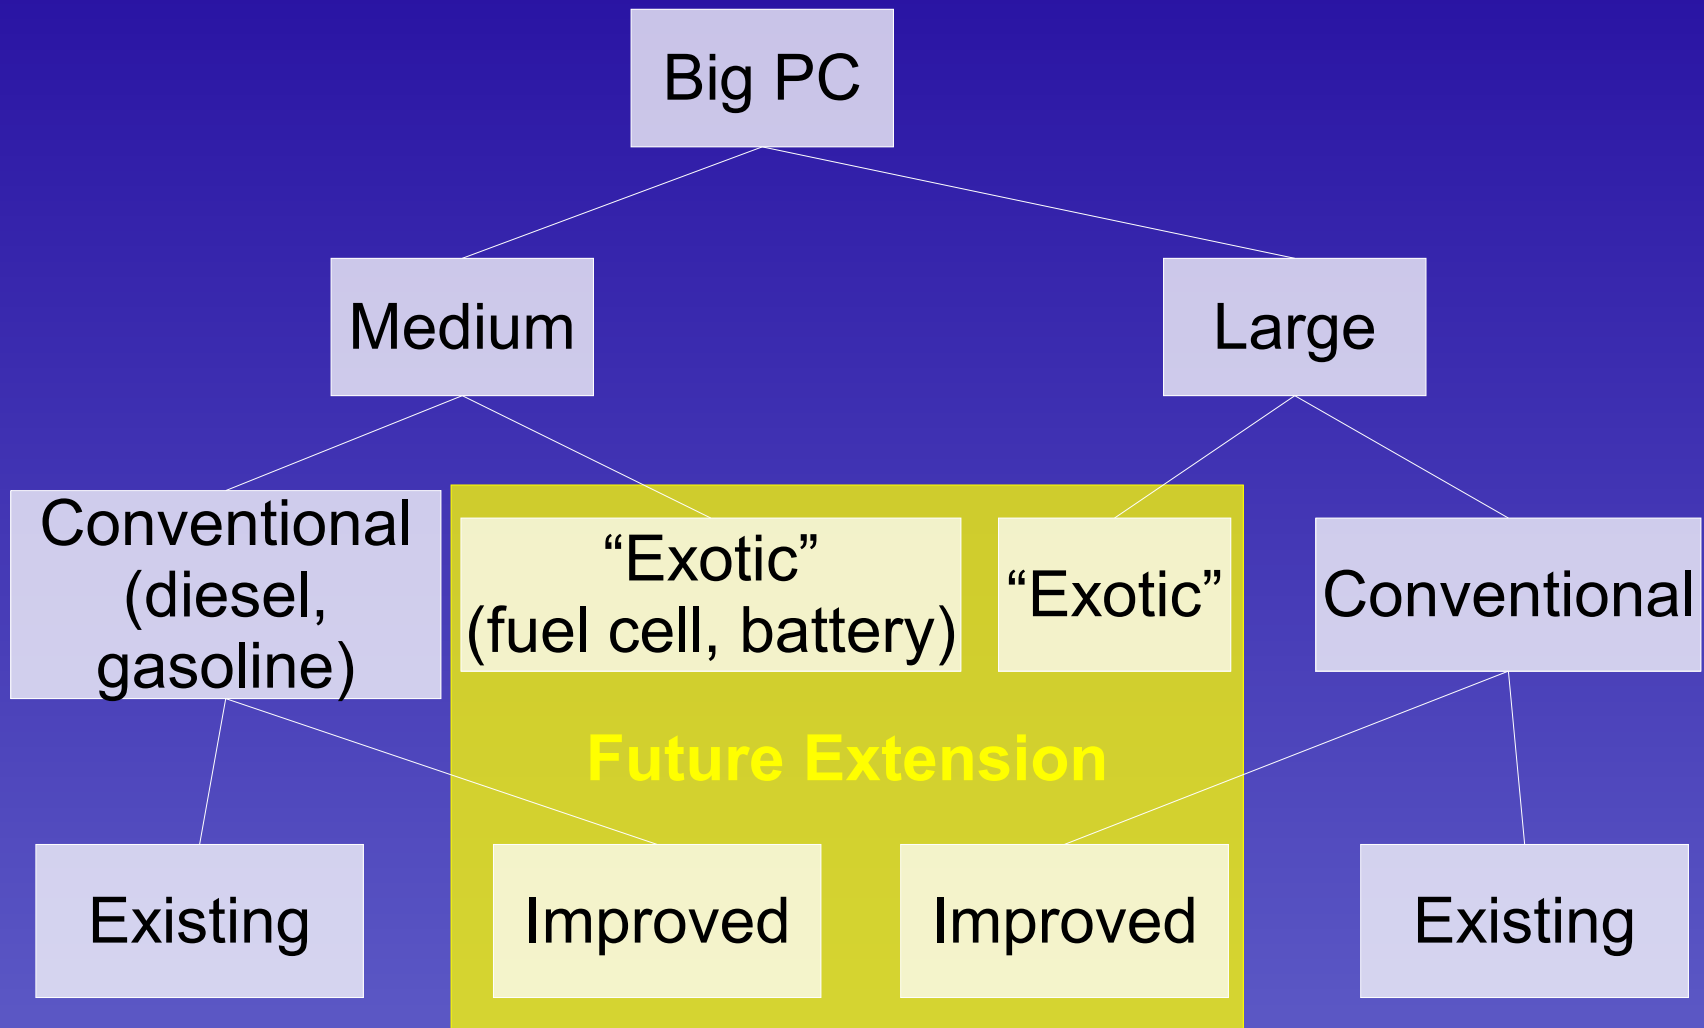 Big PC
Medium
Large
Conventional
(diesel,
gasoline)
“Exotic”
(fuel cell, battery)
“Exotic”
Conventional
Future Extension
Existing
Improved
Improved
Existing